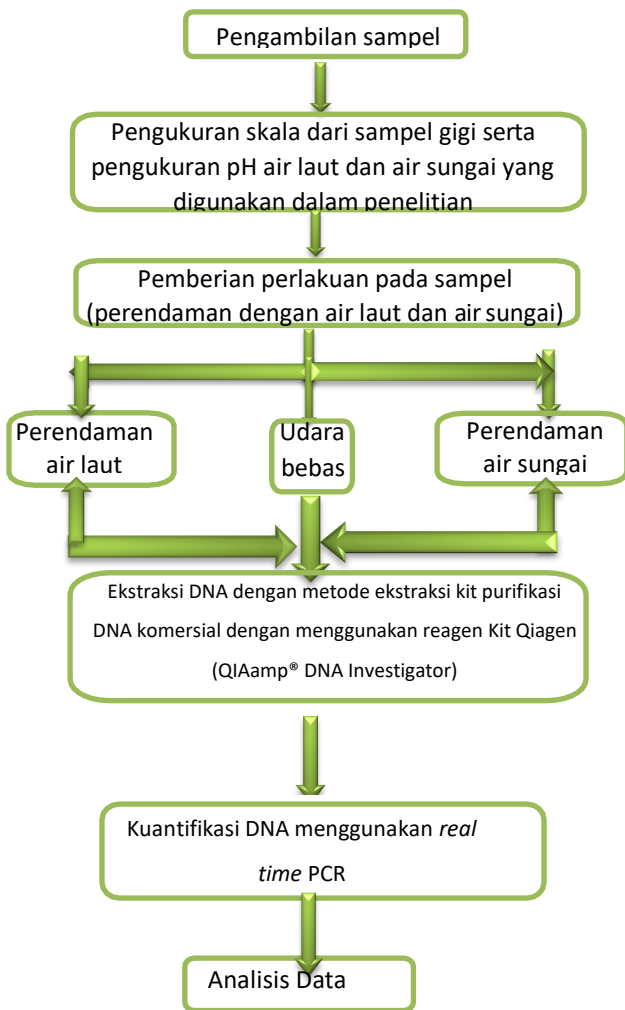 Pengambilan sampel
Pengukuran skala dari sampel gigi serta
pengukuran pH air laut dan air sungai yang
digunakan dalam penelitian
Pemberian perlakuan pada sampel
(perendaman dengan air laut dan air sungai)
Perendaman
air laut
Udara
bebas
Perendaman
air sungai
Ekstraksi DNA dengan metode ekstraksi kit purifikasi
DNA komersial dengan menggunakan reagen Kit Qiagen
(QIAamp® DNA Investigator)
Kuantifikasi DNA menggunakan real
time PCR
Analisis Data